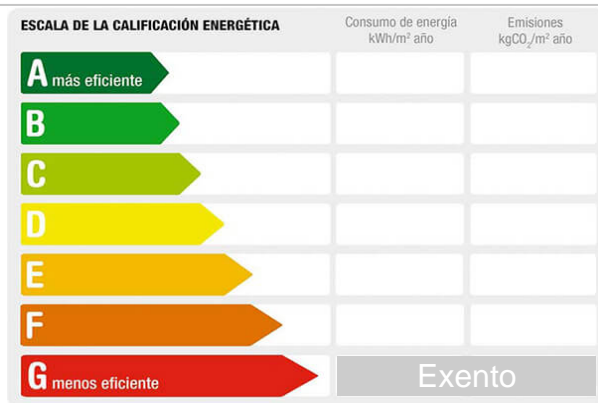 ESCALA DE LA CALIFICACIÓN ENERGÉTICA
Consumo de energía
kWh/m² año
Emisiones
kgCO₂/m² año
A más eficiente
B
C
D
E
F
G menos eficiente
Exento